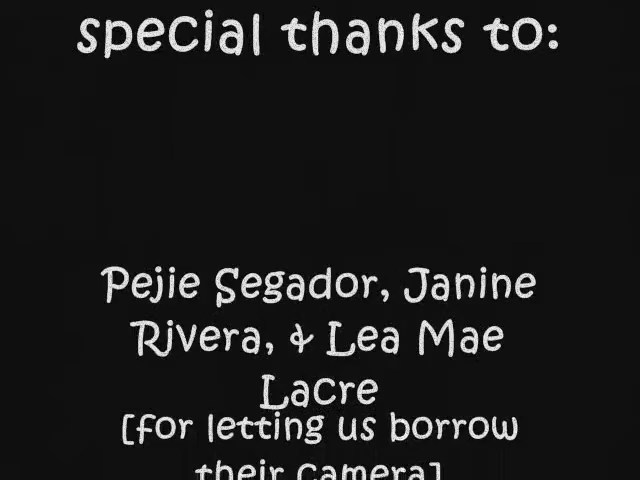 special thanks to:
Pejie Segador, Janine
Rivera, & Lea Mae
Lacre
[for letting us borrow
their camera]